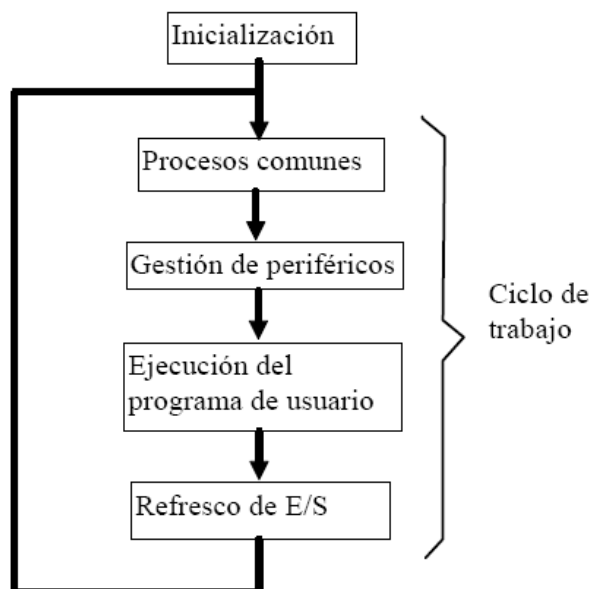 Inicialización
Procesos comunes
Gestión de periféricos
Ejecución del
programa de usuario
Refresco de E/S
Ciclo de
trabajo